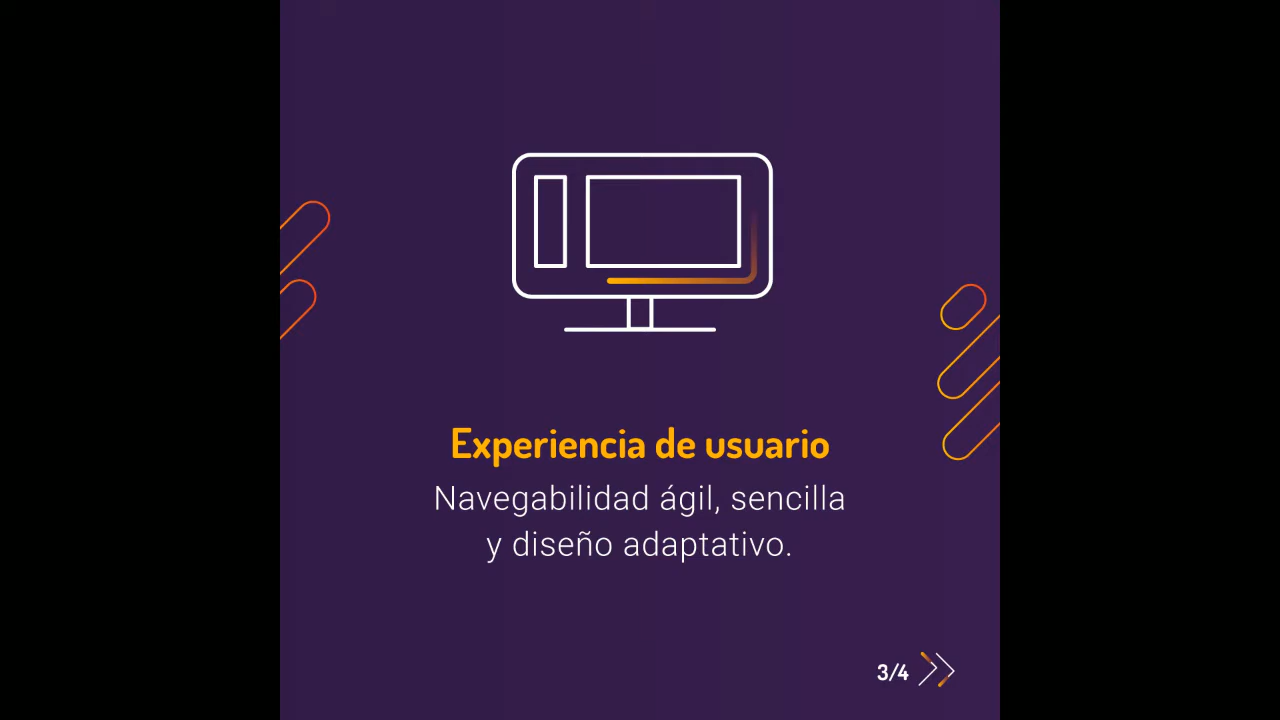 Experiencia de usuario
Navegabilidad ágil, sencilla
y diseño adaptativo.
3/4